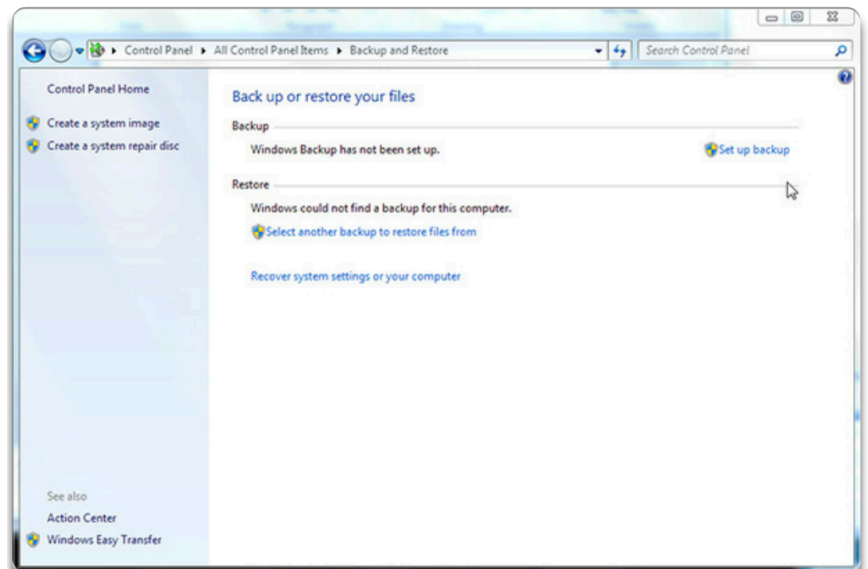 Control Panel ▸ All Control Panel Items ▸ Backup and Restore
Search Control Panel
Control Panel Home
Create a system image
Create a system repair disc
Back up or restore your files
Backup
Windows Backup has not been set up.
Set up backup
Restore
Windows could not find a backup for this computer.
Select another backup to restore files from
Recover system settings or your computer
See also
Action Center
Windows Easy Transfer